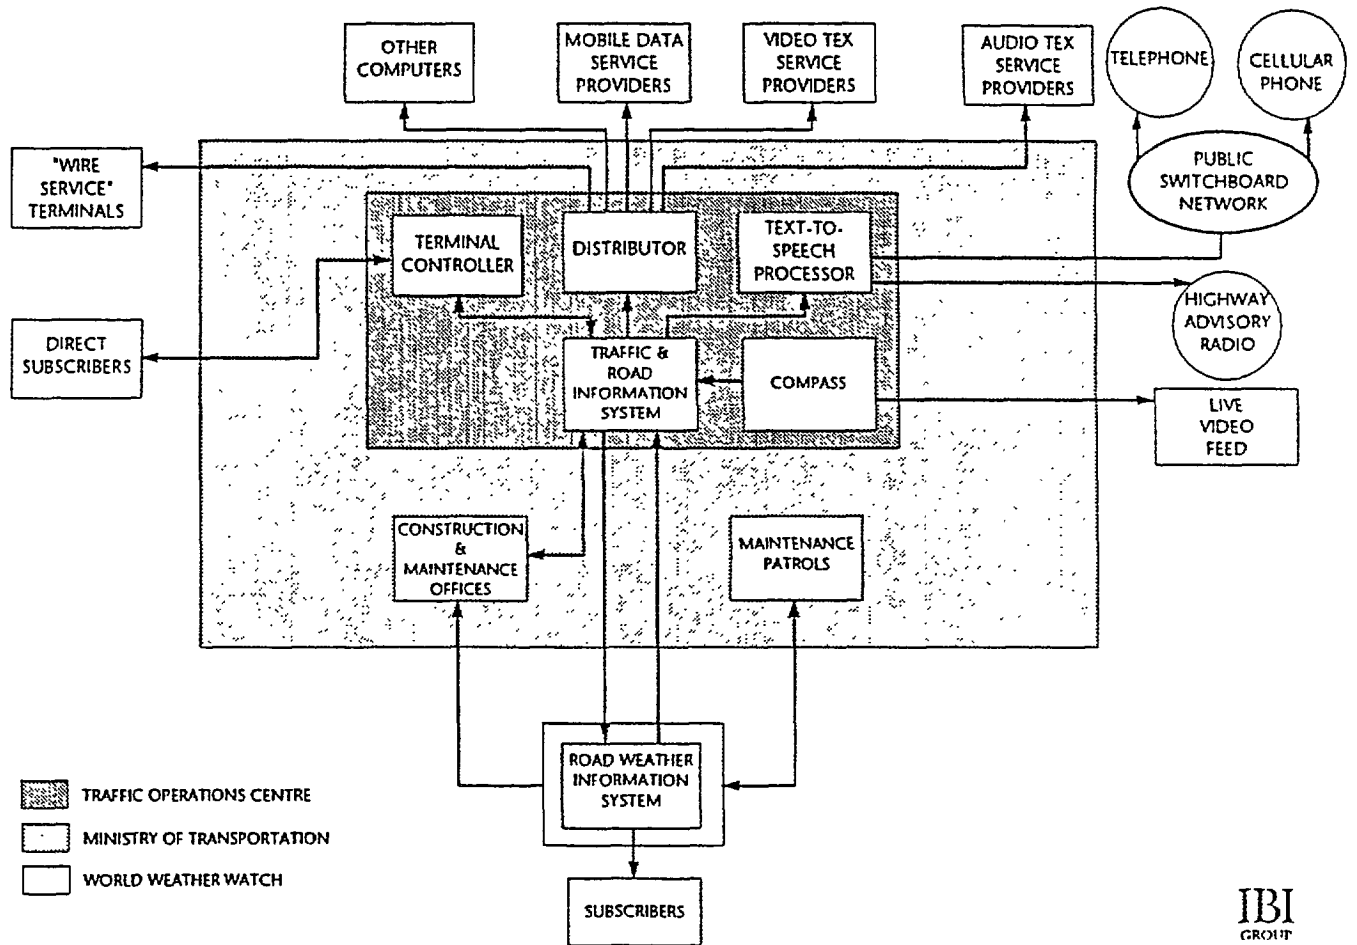 OTHER
COMPUTERS
MOBILE DATA
SERVICE
PROVIDERS
VIDEO TEX
SERVICE
PROVIDERS
AUDIO TEX
SERVICE
PROVIDERS
TELEPHONE
CELLULAR
PHONE
"WIRE
SERVICE"
TERMINALS
PUBLIC
SWITCHBOARD
NETWORK
TERMINAL
CONTROLLER
DISTRIBUTOR
TEXT-TO-
SPEECH
PROCESSOR
HIGHWAY
ADVISORY
RADIO
DIRECT
SUBSCRIBERS
TRAFFIC &
ROAD
INFORMATION
SYSTEM
COMPASS
LIVE
VIDEO
FEED
CONSTRUCTION
&
MAINTENANCE
OFFICES
MAINTENANCE
PATROLS
ROAD WEATHER
INFORMATION
SYSTEM
TRAFFIC OPERATIONS CENTRE
MINISTRY OF TRANSPORTATION
WORLD WEATHER WATCH
SUBSCRIBERS
IBI
GROUP